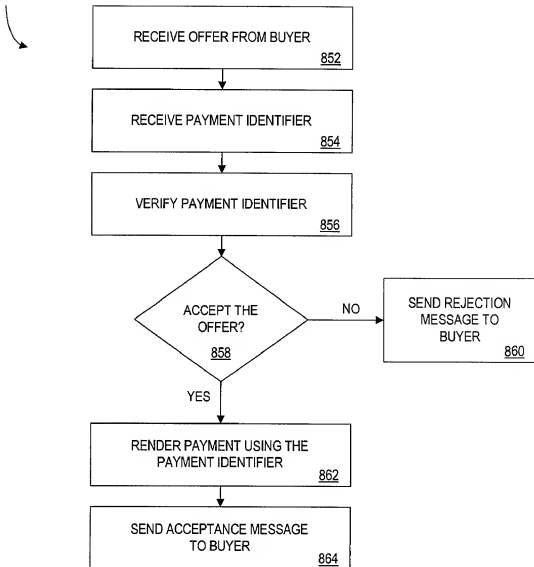 RECEIVE OFFER FROM BUYER
852
RECEIVE PAYMENT IDENTIFIER
854
VERIFY PAYMENT IDENTIFIER
856
ACCEPT THE
OFFER?
858
NO
SEND REJECTION
MESSAGE TO
BUYER
860
YES
RENDER PAYMENT USING THE
PAYMENT IDENTIFIER
862
SEND ACCEPTANCE MESSAGE
TO BUYER
864